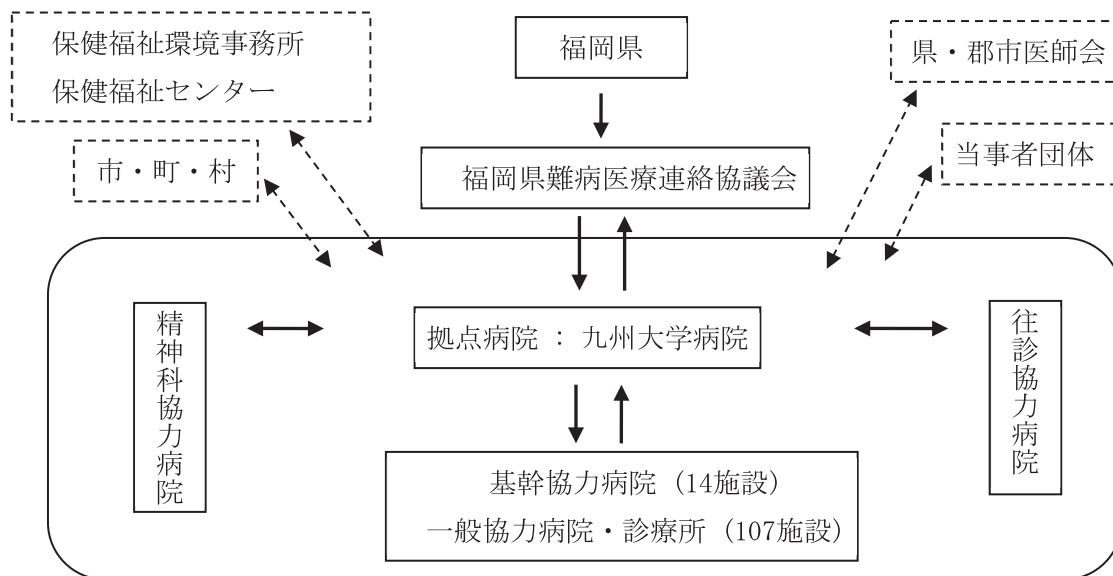 保健福祉環境事務所
保健福祉センター
福岡県
県・郡市医師会
市・町・村
福岡県難病医療連絡協議会
当事者団体
精神科協力病院
拠点病院 : 九州大学病院
往診協力病院
基幹協力病院 (14施設)
一般協力病院・診療所 (107施設)